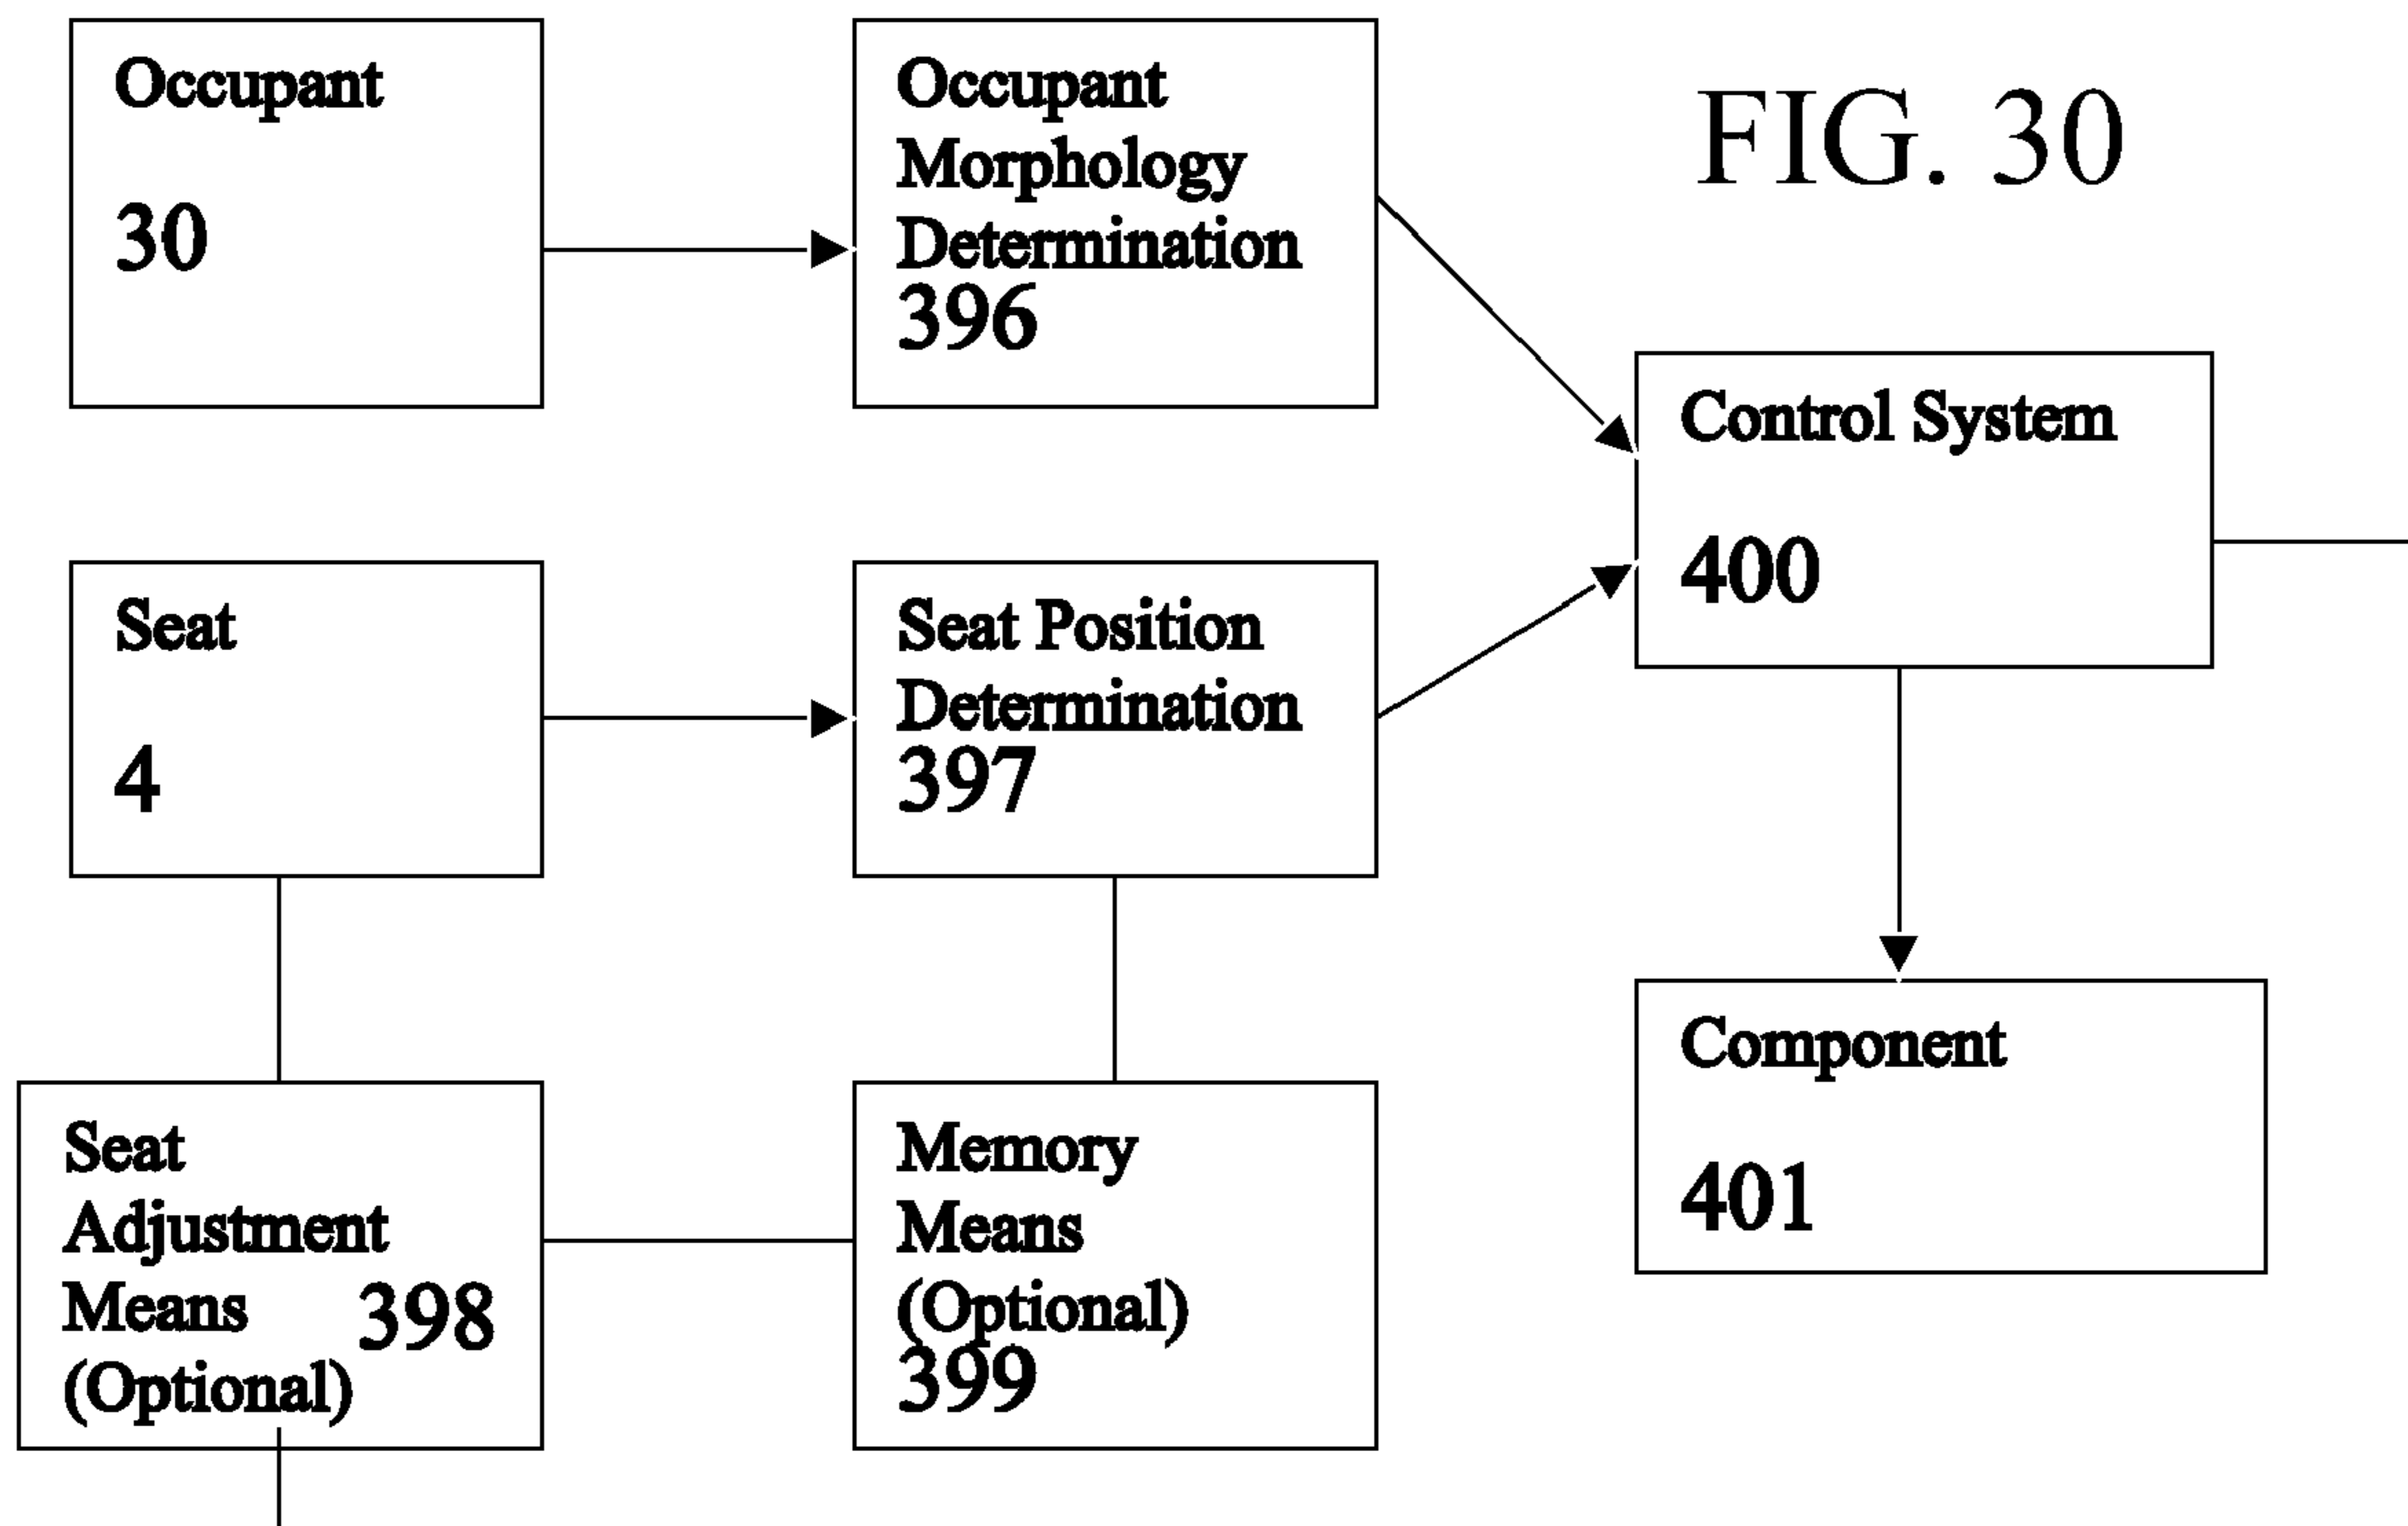 Occupant
30
Occupant
Morphology
Determination
396
FIG. 30
Control System
400
Seat
4
Seat Position
Determination
397
Component
401
Seat
Adjustment
Means 398
(Optional)
Memory
Means
(Optional)
399